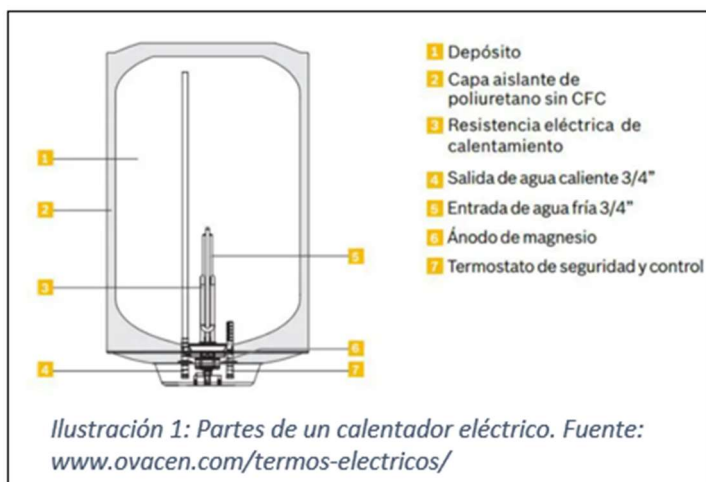 1 Depósito
2 Capa aislante de
poliuretano sin CFC
3 Resistencia eléctrica de
calentamiento
4 Salida de agua caliente 3/4"
5 Entrada de agua fría 3/4"
6 Ánodo de magnesio
7 Termostato de seguridad y control
1
2
5
3
6
4
7
Ilustración 1: Partes de un calentador eléctrico. Fuente:
www.ovacen.com/termos-electricos/